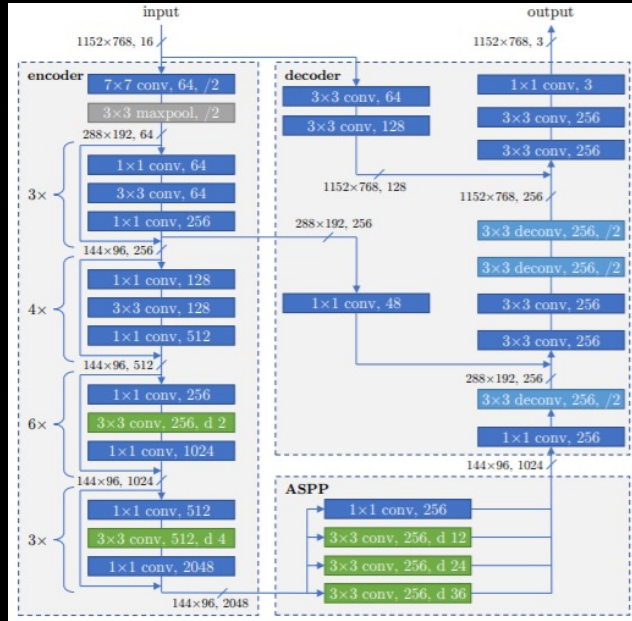 input
1152×768, 16
encoder
7×7 conv, 64, /2
3×3 maxpool, /2
288×192, 64
3×
1×1 conv, 64
3×3 conv, 64
1×1 conv, 256
144×96, 256
4×
1×1 conv, 128
3×3 conv, 128
1×1 conv, 512
144×96, 512
6×
1×1 conv, 256
3×3 conv, 256, d 2
1×1 conv, 1024
144×96, 1024
3×
1×1 conv, 512
3×3 conv, 512, d 4
1×1 conv, 2048
144×96, 2048
output
1152×768, 3
decoder
3×3 conv, 64
3×3 conv, 128
1152×768, 128
288×192, 256
1×1 conv, 48
1×1 conv, 3
3×3 conv, 256
3×3 conv, 256
1152×768, 256
3×3 deconv, 256, /2
3×3 deconv, 256, /2
3×3 conv, 256
3×3 conv, 256
288×192, 256
3×3 deconv, 256, /2
1×1 conv, 256
144×96, 1024
ASPP
1×1 conv, 256
3×3 conv, 256, d 12
3×3 conv, 256, d 24
3×3 conv, 256, d 36